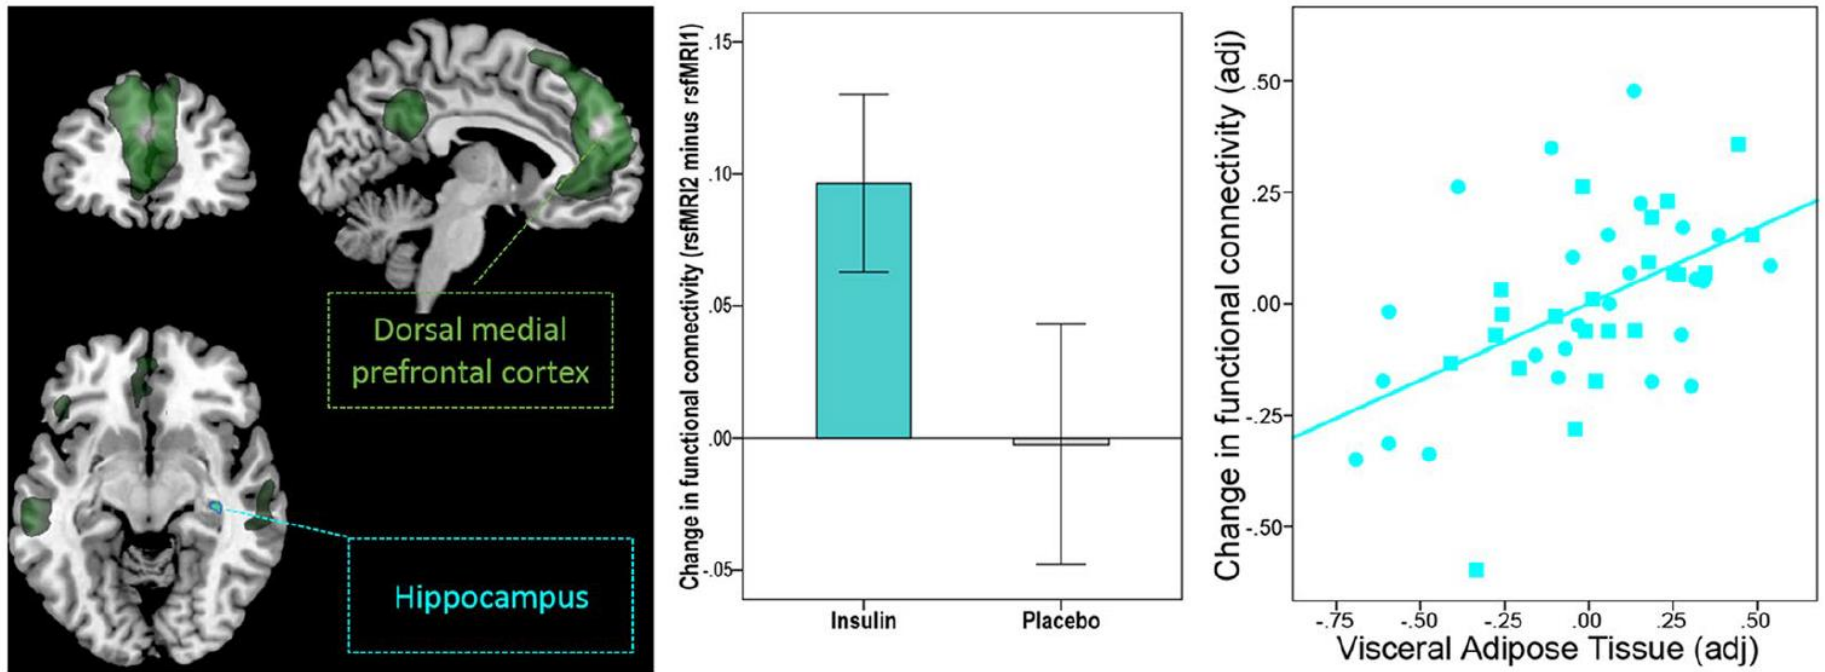 Dorsal medial
prefrontal cortex
Hippocampus
Change in functional connectivity (rsfMRI2 minus rsfMRI1)
.15
.10
.05
.00
-.05
Insulin
Placebo
Change in functional connectivity (adj)
.50
.25
.00
-.25
-.50
-.75
-.50
-.25
.00
.25
.50
Visceral Adipose Tissue (adj)